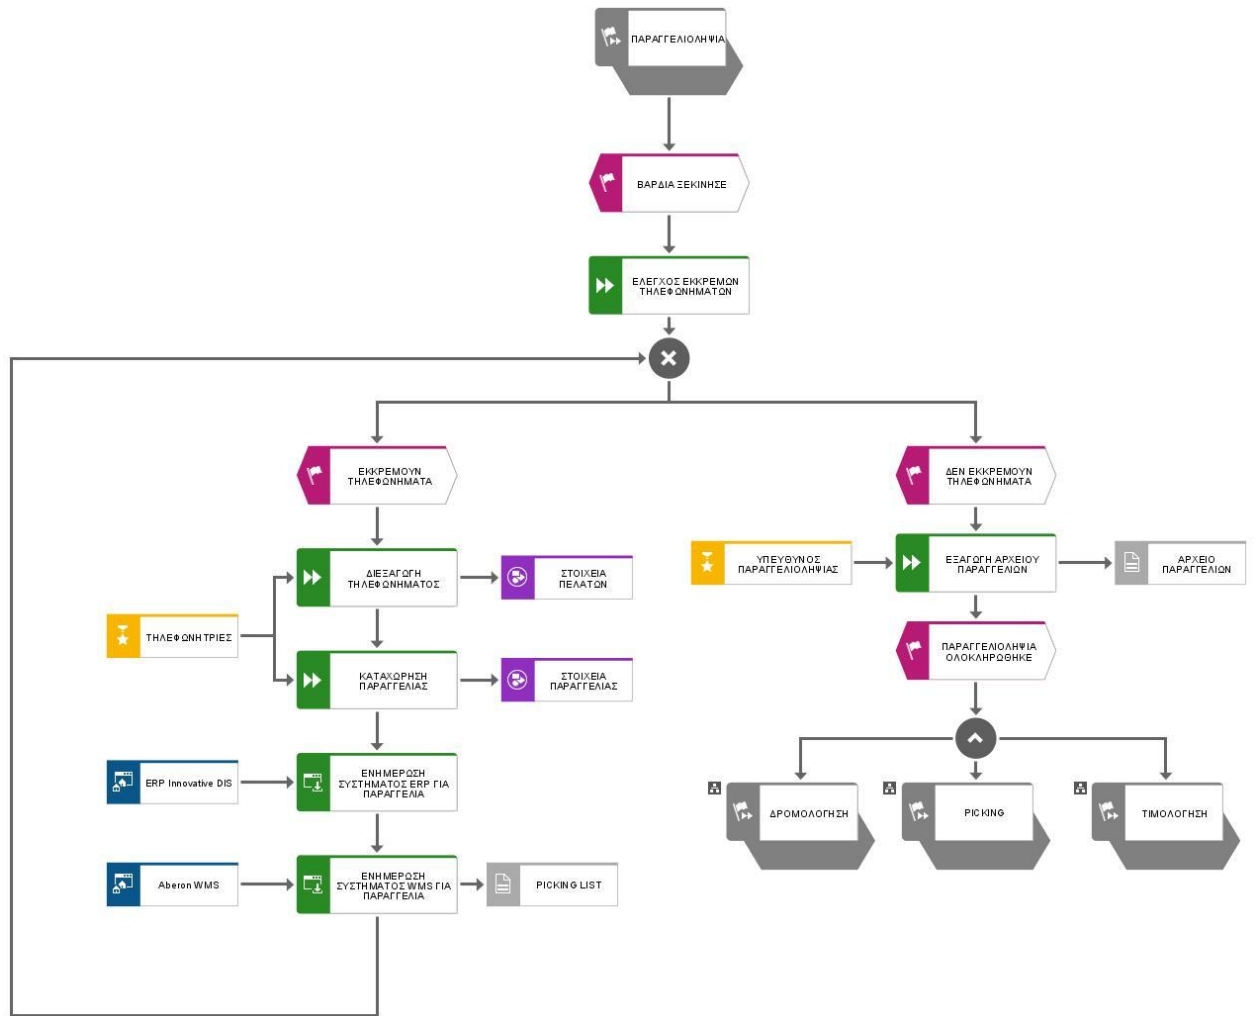 ΠΑΡΑΓΓΕΛΙΟΛΗΨΙΑ
ΒΑΡΔΙΑ ΞΕΚΙΝΗΣΕ
ΕΛΕΓΧΟΣ ΕΚΚΡΕΜΩΝ
ΤΗΛΕΦΩΝΗΜΑΤΩΝ
ΕΚΚΡΕΜΟΥΝ
ΤΗΛΕΦΩΝΗΜΑΤΑ
ΔΕΝ ΕΚΚΡΕΜΟΥΝ
ΤΗΛΕΦΩΝΗΜΑΤΑ
ΔΙΕΞΑΓΩΓΗ
ΤΗΛΕΦΩΝΗΜΑΤΟΣ
ΣΤΟΙΧΕΙΑ
ΠΕΛΑΤΩΝ
ΥΠΕΥΘΥΝΟΣ
ΠΑΡΑΓΓΕΛΙΟΛΗΨΙΑΣ
ΕΞΑΓΩΓΗ ΑΡΧΕΙΟΥ
ΠΑΡΑΓΓΕΛΙΩΝ
ΑΡΧΕΙΟ
ΠΑΡΑΓΓΕΛΙΩΝ
ΤΗΛΕΦΩΝΗΤΡΙΕΣ
ΚΑΤΑΧΩΡΗΣΗ
ΠΑΡΑΓΓΕΛΙΑΣ
ΣΤΟΙΧΕΙΑ
ΠΑΡΑΓΓΕΛΙΑΣ
ΠΑΡΑΓΓΕΛΙΟΛΗΨΙΑ
ΟΛΟΚΛΗΡΩΘΗΚΕ
ERP Innovative DIS
ΕΝΗΜΕΡΩΣΗ
ΣΥΣΤΗΜΑΤΟΣ ERP ΓΙΑ
ΠΑΡΑΓΓΕΛΙΑ
ΔΡΟΜΟΛΟΓΗΣΗ
PICKING
ΤΙΜΟΛΟΓΗΣΗ
Aberon WMS
ΕΝΗΜΕΡΩΣΗ
ΣΥΣΤΗΜΑΤΟΣ WMS ΓΙΑ
ΠΑΡΑΓΓΕΛΙΑ
PICKING LIST